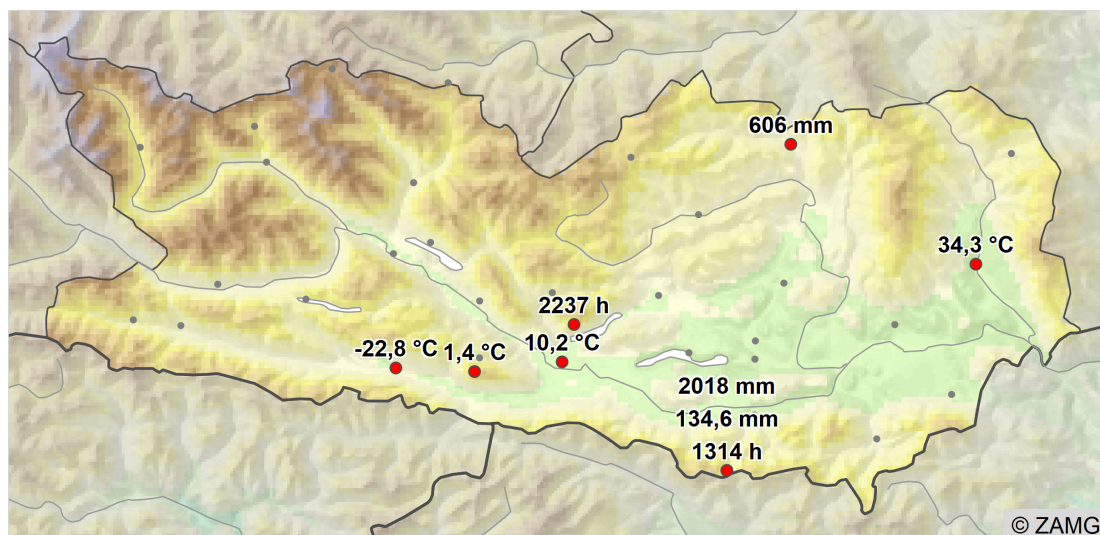 606 mm
34,3 °C
2237 h
10,2 °C
-22,8 °C
1,4 °C
2018 mm
134,6 mm
1314 h
© ZAMG